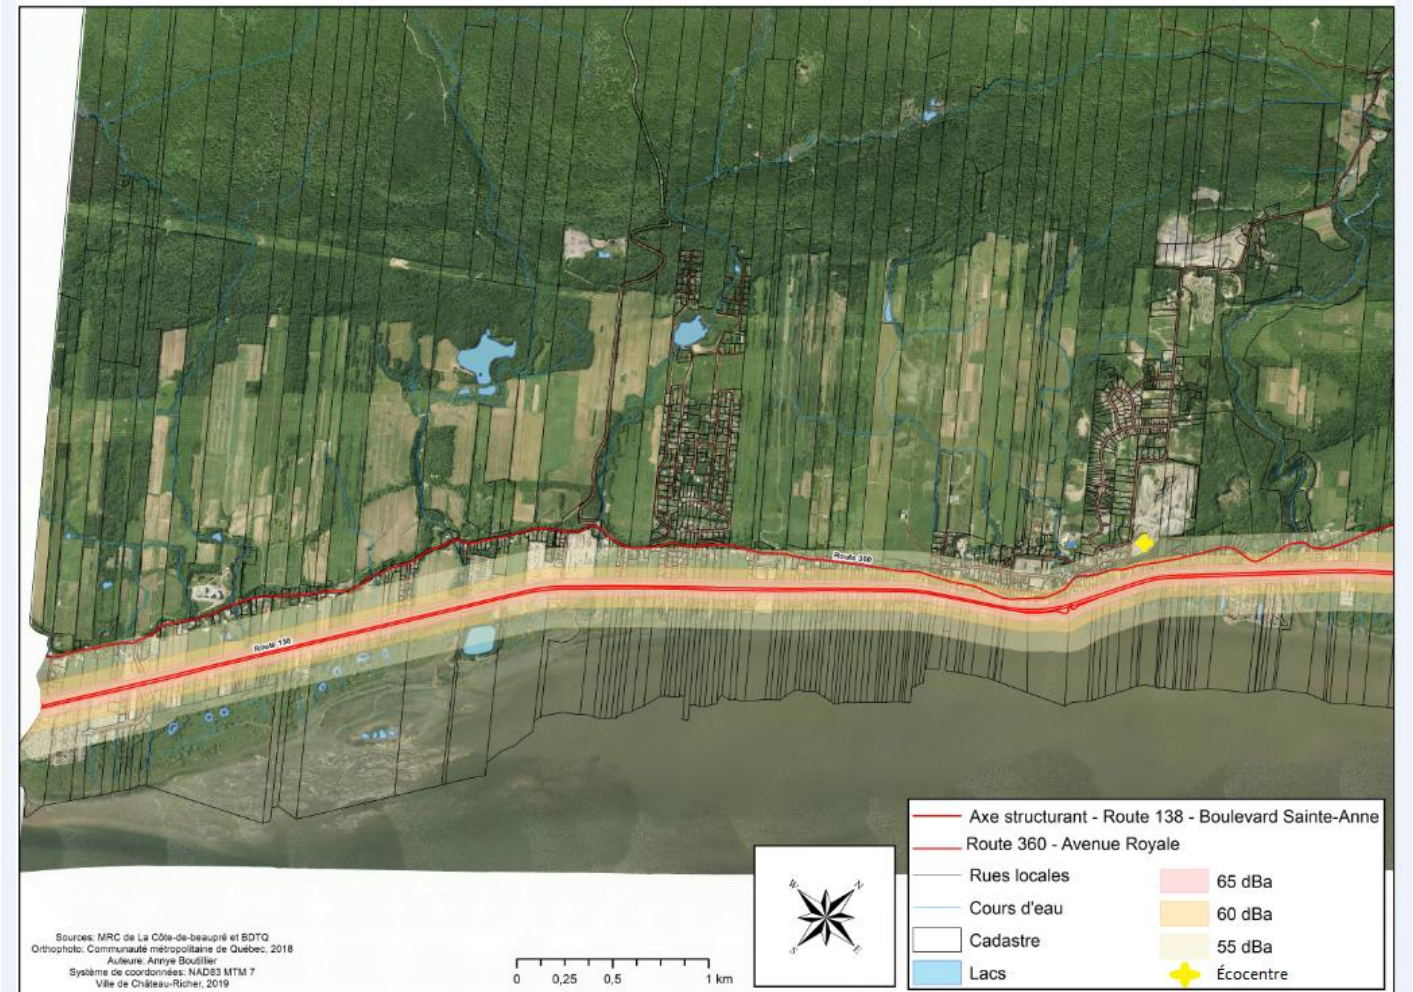 Route 360
Route 138
Axe structurant - Route 138 - Boulevard Sainte-Anne
Route 360 - Avenue Royale
Rues locales
Cours d'eau
Cadastre
Lacs
65 dBa
60 dBa
55 dBa
Écocentre
W
N
S
E
0
0,25
0,5
1 km
Sources: MRC de La Côte-de-beaupré et BDTQ
Orthophoto: Communauté métropolitaine de Québec, 2018
Auteure: Annye Boutillier
Système de coordonnées: NAD83 MTM 7
Ville de Château-Richer, 2019